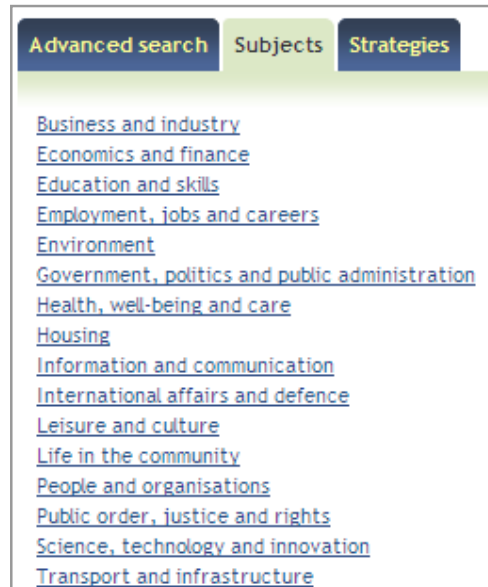 Advanced search Subjects Strategies
Business and industry
Economics and finance
Education and skills
Employment, jobs and careers
Environment
Government, politics and public administration
Health, well-being and care
Housing
Information and communication
International affairs and defence
Leisure and culture
Life in the community
People and organisations
Public order, justice and rights
Science, technology and innovation
Transport and infrastructure